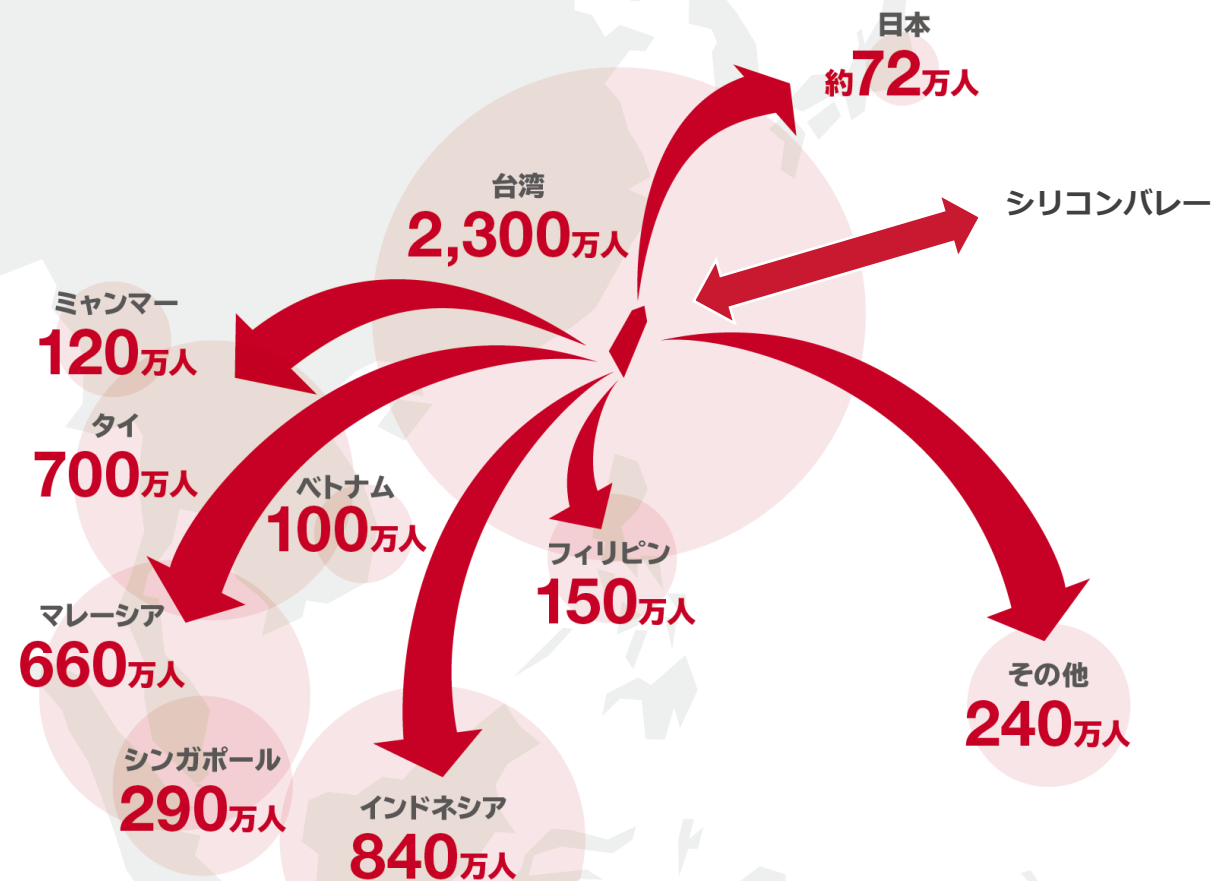 日本
約72万人
シリコンバレー
台湾
2,300万人
ミャンマー
120万人
タイ
700万人
ベトナム
100万人
フィリピン
150万人
マレーシア
660万人
その他
240万人
シンガポール
290万人
インドネシア
840万人